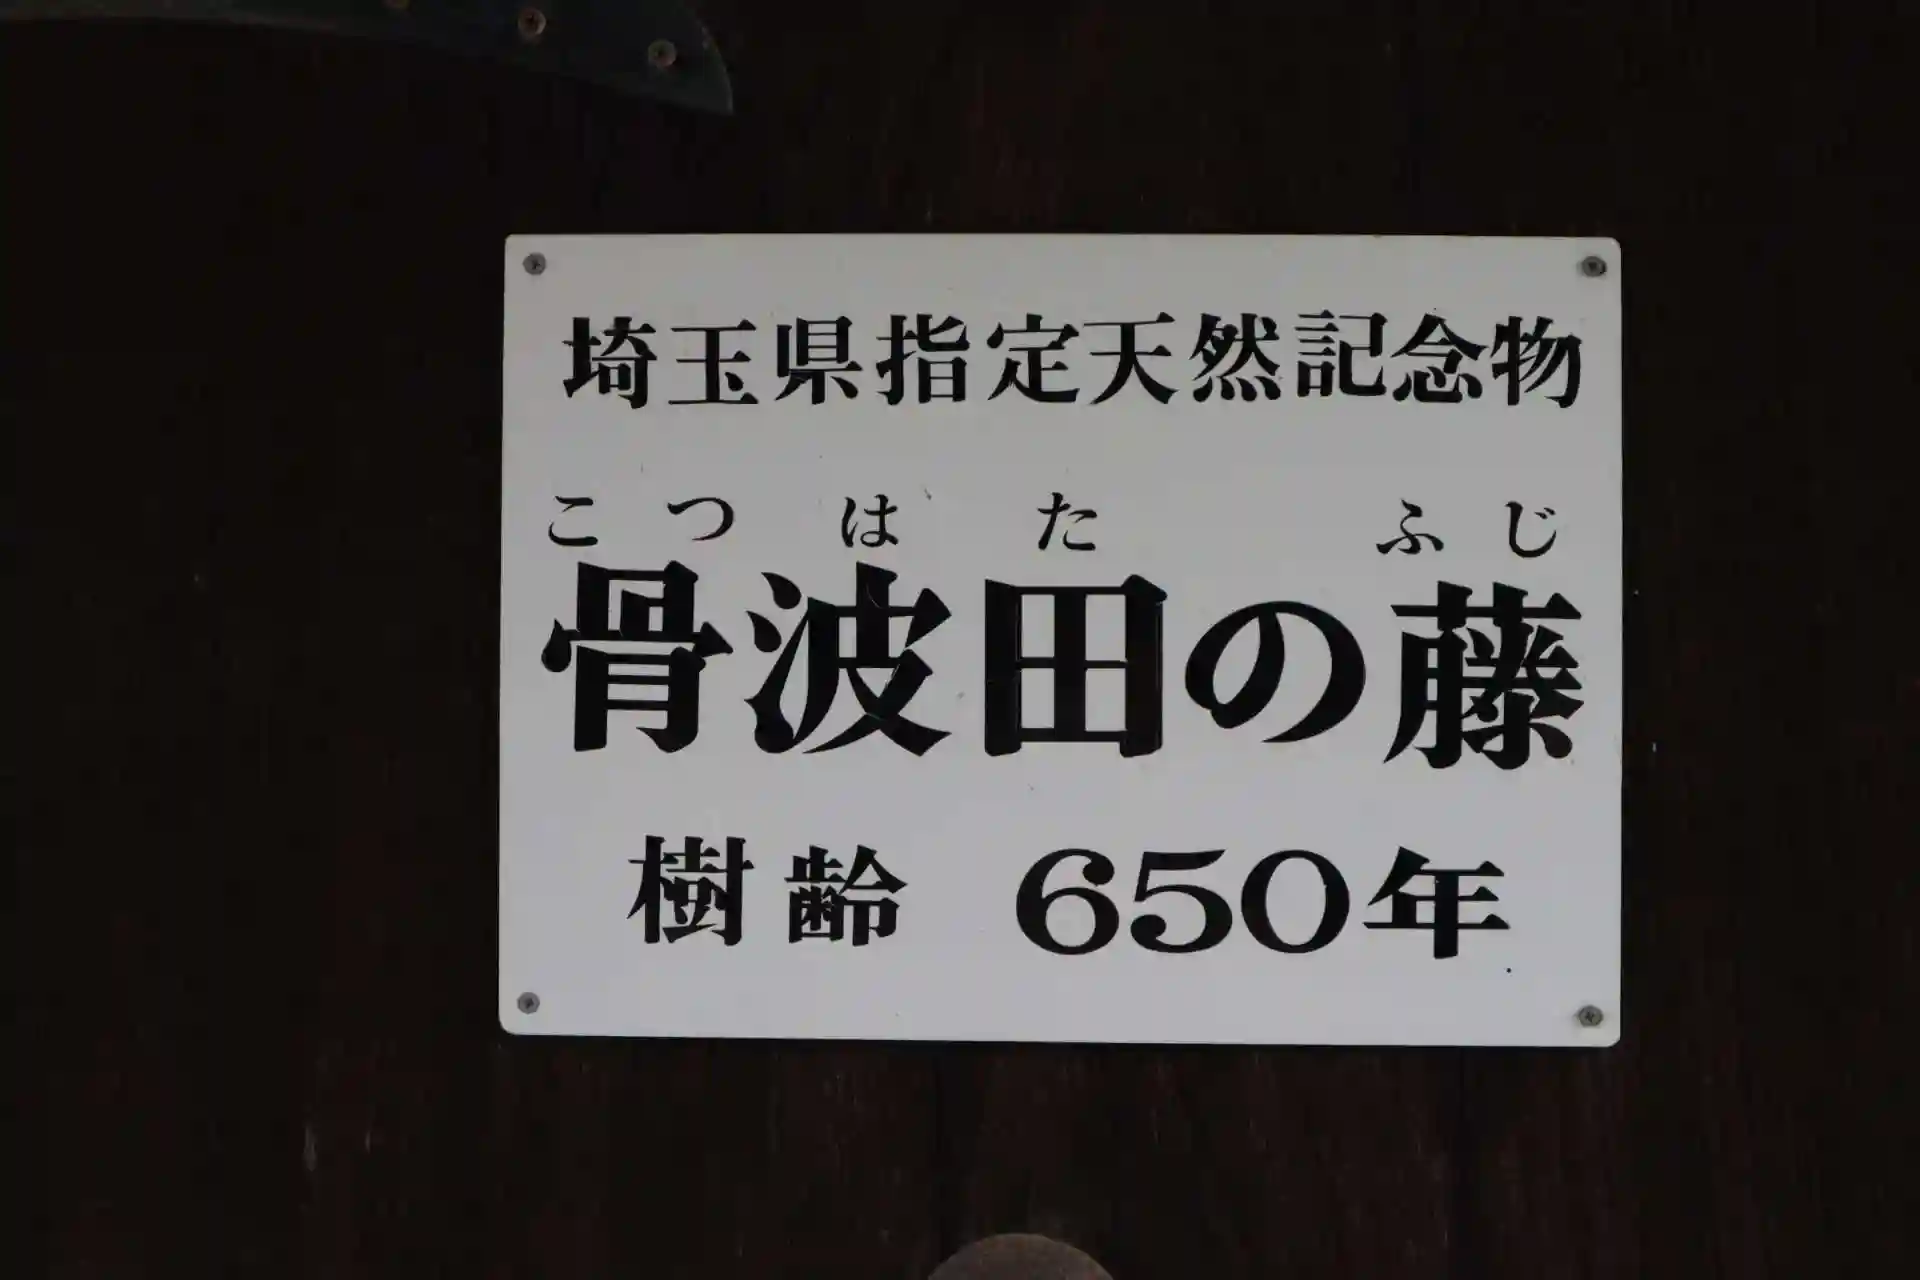 埼玉県指定天然記念物
こつはた ふじ
骨波田の藤
樹齢 650年